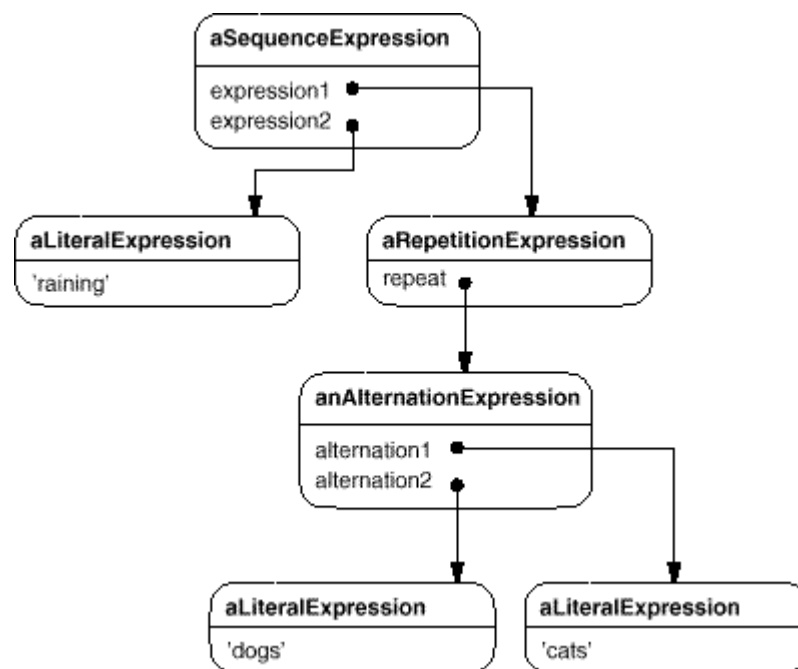 aSequenceExpression
expression1
expression2
aLiteralExpression
'raining'
aRepetitionExpression
repeat
anAlternationExpression
alternation1
alternation2
aLiteralExpression
'dogs'
aLiteralExpression
'cats'